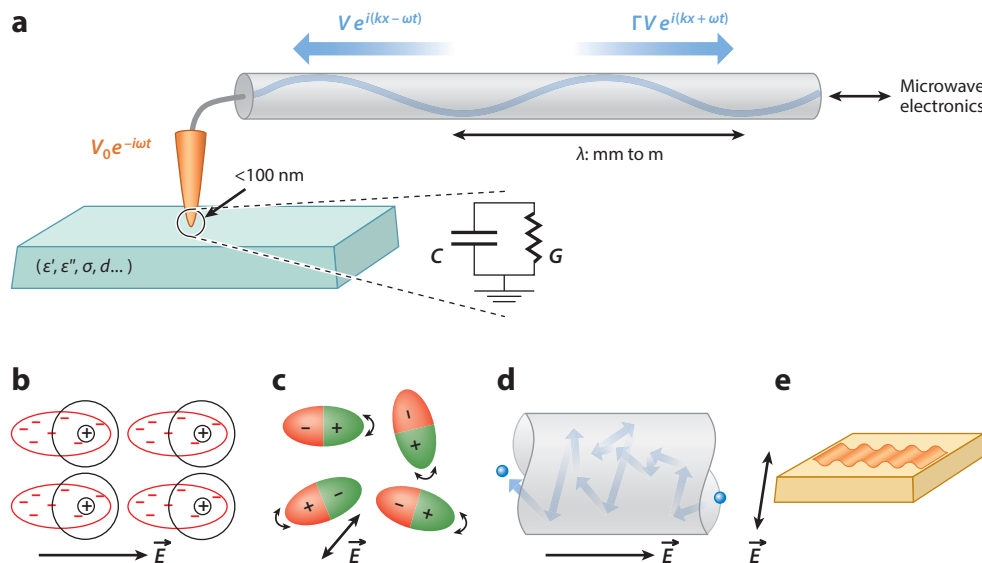 a
V e^{i(kx – ωt)}
ΓV e^{i(kx + ωt)}
Microwave
electronics
V₀e^{–iωt}
λ: mm to m
<100 nm
C
G
(ε′, ε″, σ, d... )
b
c
d
e
– – – – – – + – – – – – – +
– – – – – – + – – – – – – +
– +
–
+
+ –
– +
E⃗
E⃗
E⃗
E⃗